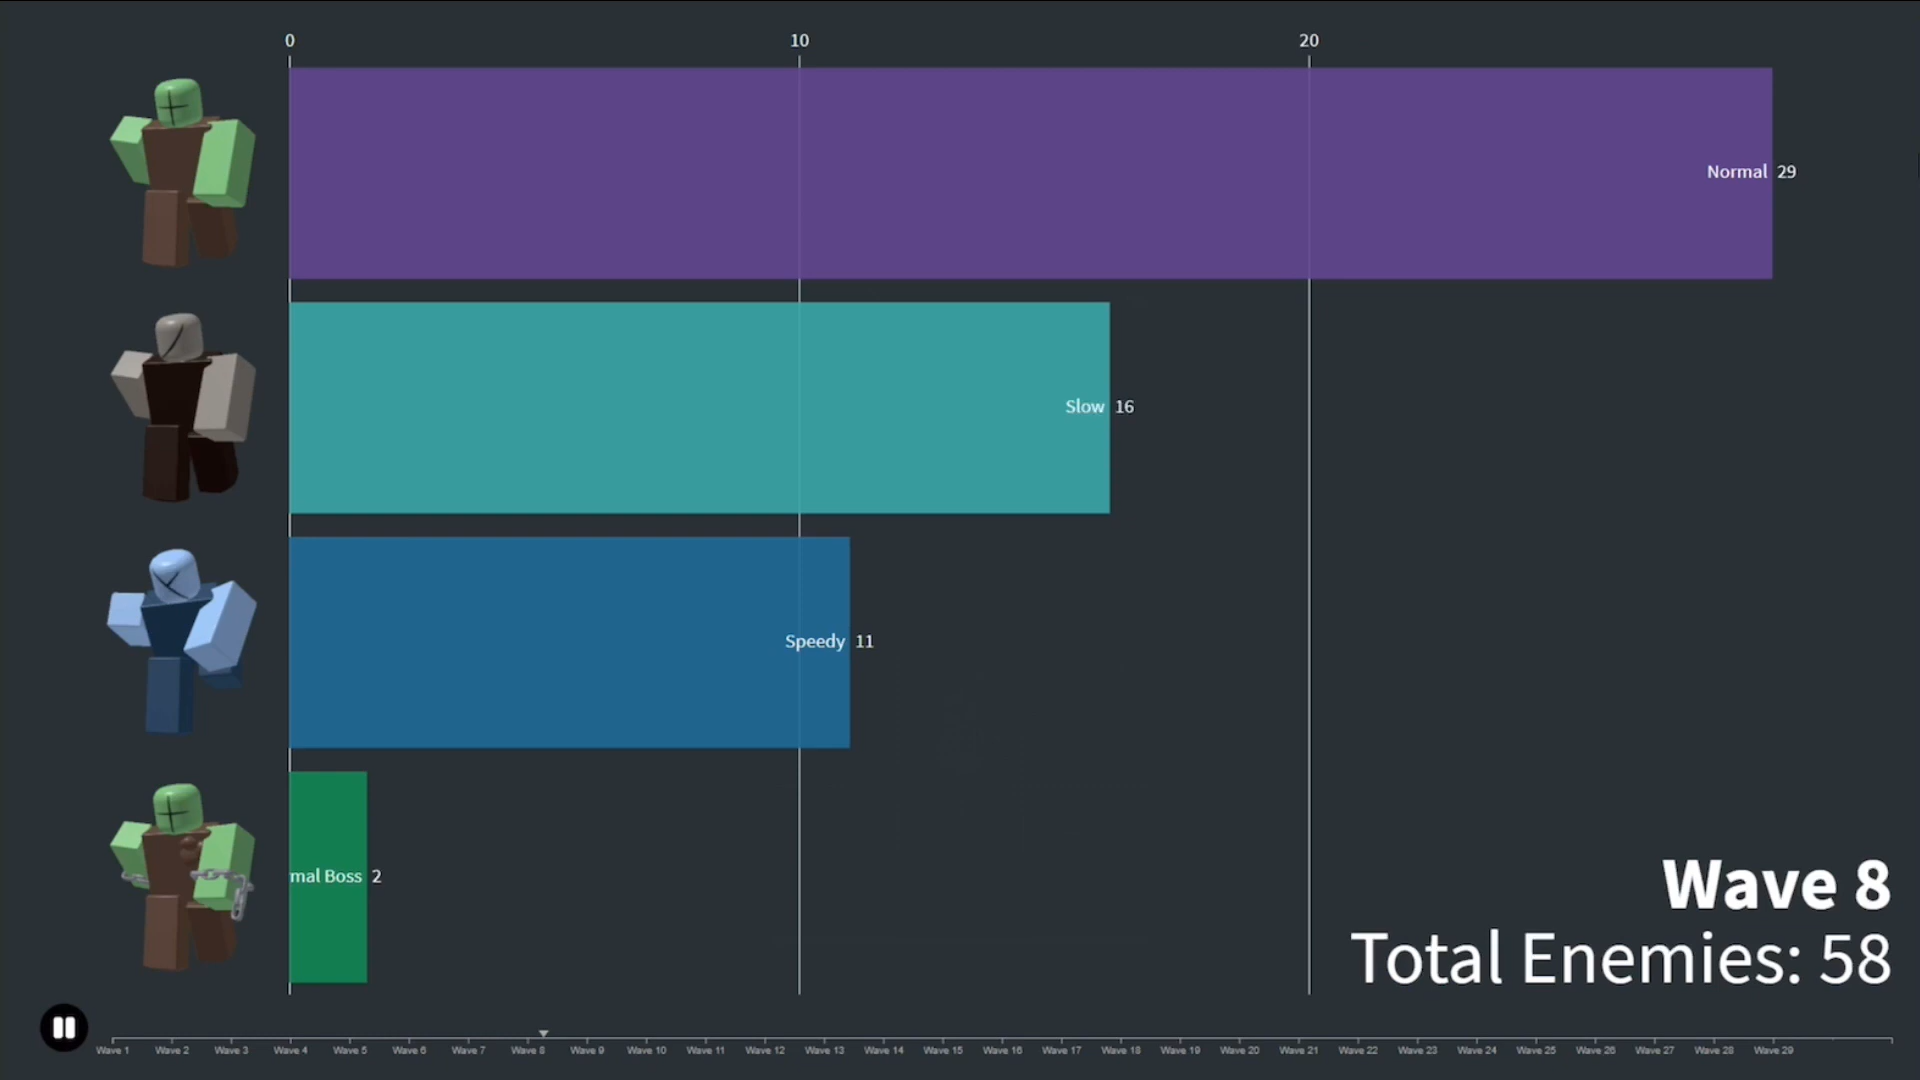 0 10 20
Normal 29
Slow 16
Speedy 11
mal Boss 2
Wave 8
Total Enemies: 58
Wave 1 Wave 2 Wave 3 Wave 4 Wave 5 Wave 6 Wave 7 Wave 8 Wave 9 Wave 10 Wave 11 Wave 12 Wave 13 Wave 14 Wave 15 Wave 16 Wave 17 Wave 18 Wave 19 Wave 20 Wave 21 Wave 22 Wave 23 Wave 24 Wave 25 Wave 26 Wave 27 Wave 28 Wave 29